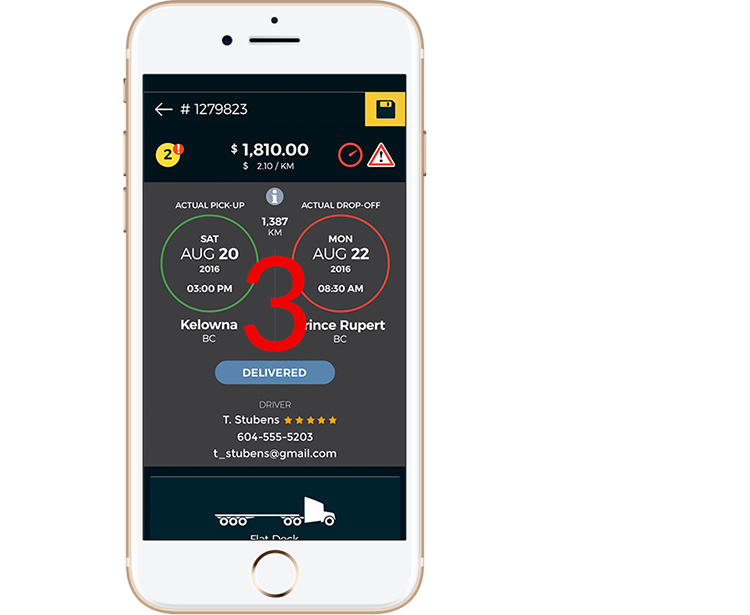 # 1279823
2 !
$ 1,810.00
$ 2.10 / KM
!
i
ACTUAL PICK-UP
SAT
AUG 20
2016
03:00 PM
Kelowna
BC
1,387
KM
ACTUAL DROP-OFF
MON
AUG 22
2016
08:30 AM
rince Rupert
BC
3
DELIVERED
DRIVER
T. Stubens
604-555-5203
t_stubens@gmail.com
Flat Deck